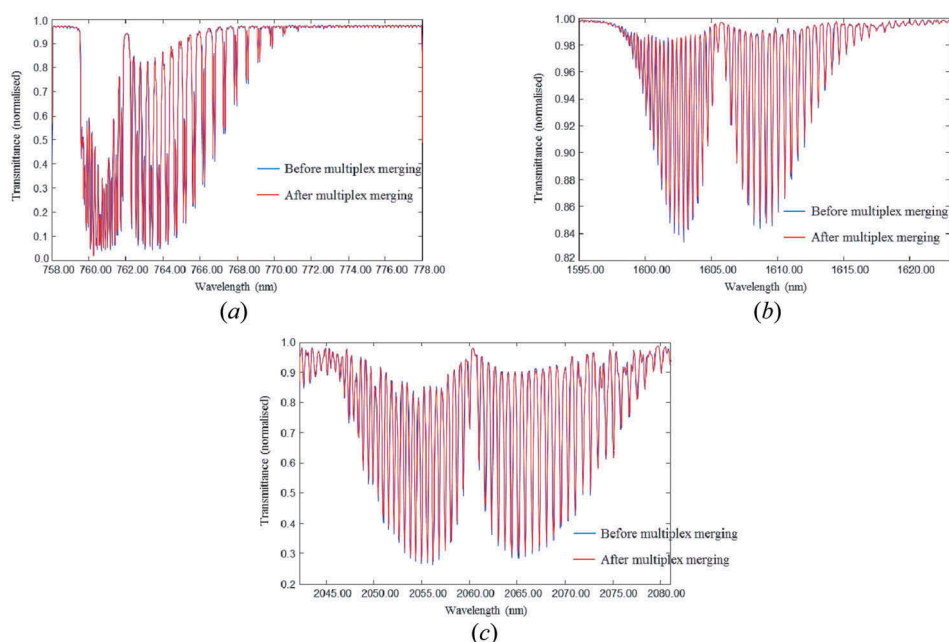 1.0
0.9
0.8
0.7
0.6
0.5
0.4
0.3
0.2
0.1
0.0
Transmittance (normalised)
Before multiplex merging
After multiplex merging
758.00 760.00 762.00 764.00 766.00 768.00 770.00 772.00 774.00 776.00 778.00
Wavelength (nm)
(a)
1.00
0.98
0.96
0.94
0.92
0.90
0.88
0.86
0.84
0.82
Transmittance (normalised)
Before multiplex merging
After multiplex merging
1595.00 1600.00 1605.00 1610.00 1615.00 1620.00
Wavelength (nm)
(b)
1.0
0.9
0.8
0.7
0.6
0.5
0.4
0.3
0.2
Transmittance (normalised)
Before multiplex merging
After multiplex merging
2045.00 2050.00 2055.00 2060.00 2065.00 2070.00 2075.00 2080.00
Wavelength (nm)
(c)